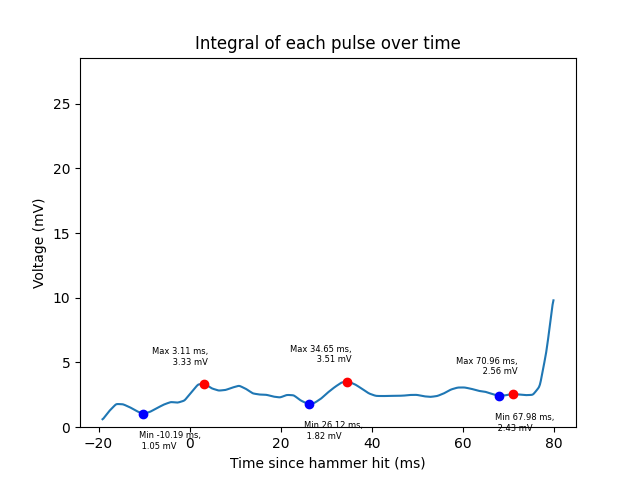 Integral of each pulse over time
Voltage (mV)
25
20
15
10
5
0
Max 3.11 ms,
3.33 mV
Max 34.65 ms,
3.51 mV
Max 70.96 ms,
2.56 mV
Min -10.19 ms,
1.05 mV
Min 26.12 ms,
1.82 mV
Min 67.98 ms,
2.43 mV
−20
0
20
40
60
80
Time since hammer hit (ms)